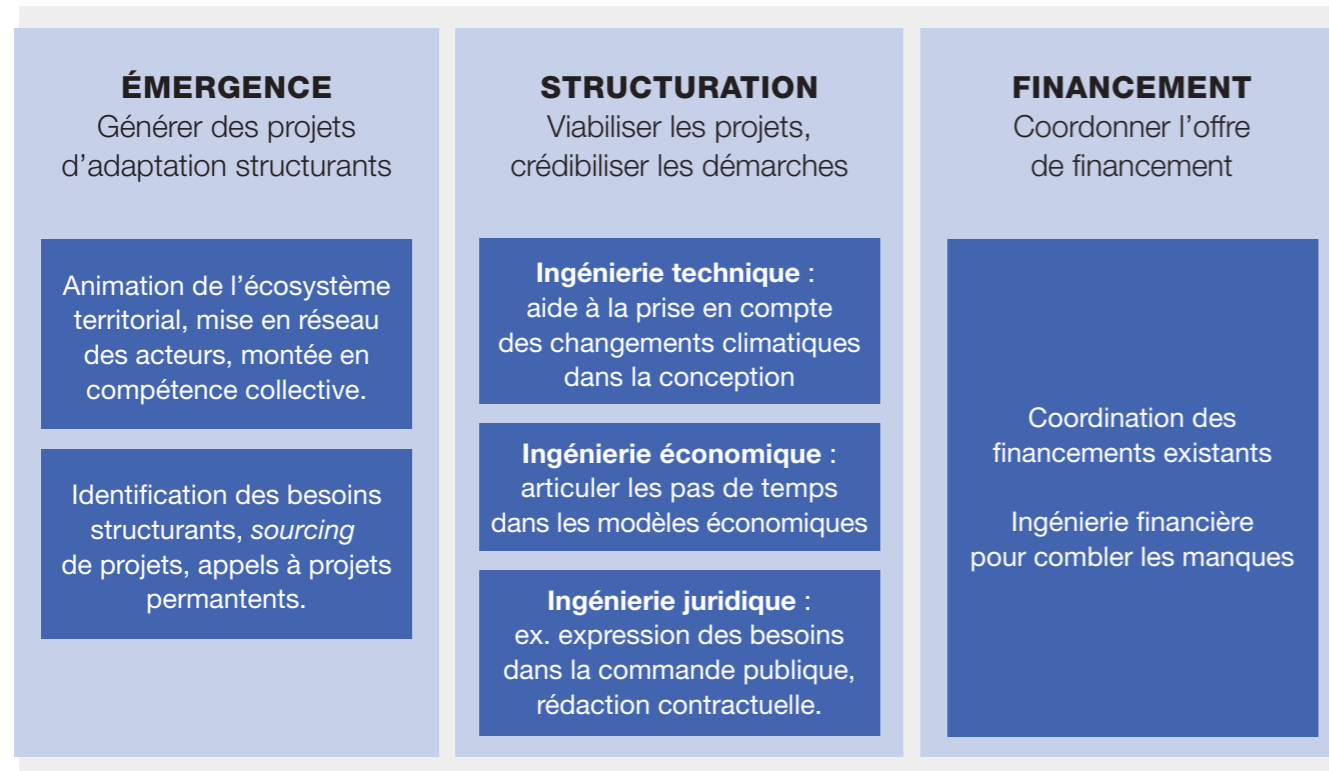 ÉMERGENCE
Générer des projets
d’adaptation structurants
Animation de l’écosystème
territorial, mise en réseau
des acteurs, montée en
compétence collective.
Identification des besoins
structurants, sourcing
de projets, appels à projets
permantents.
STRUCTURATION
Viabiliser les projets,
crédibiliser les démarches
Ingénierie technique :
aide à la prise en compte
des changements climatiques
dans la conception
Ingénierie économique :
articuler les pas de temps
dans les modèles économiques
Ingénierie juridique :
ex. expression des besoins
dans la commande publique,
rédaction contractuelle.
FINANCEMENT
Coordonner l’offre
de financement
Coordination des
financements existants
Ingénierie financière
pour combler les manques